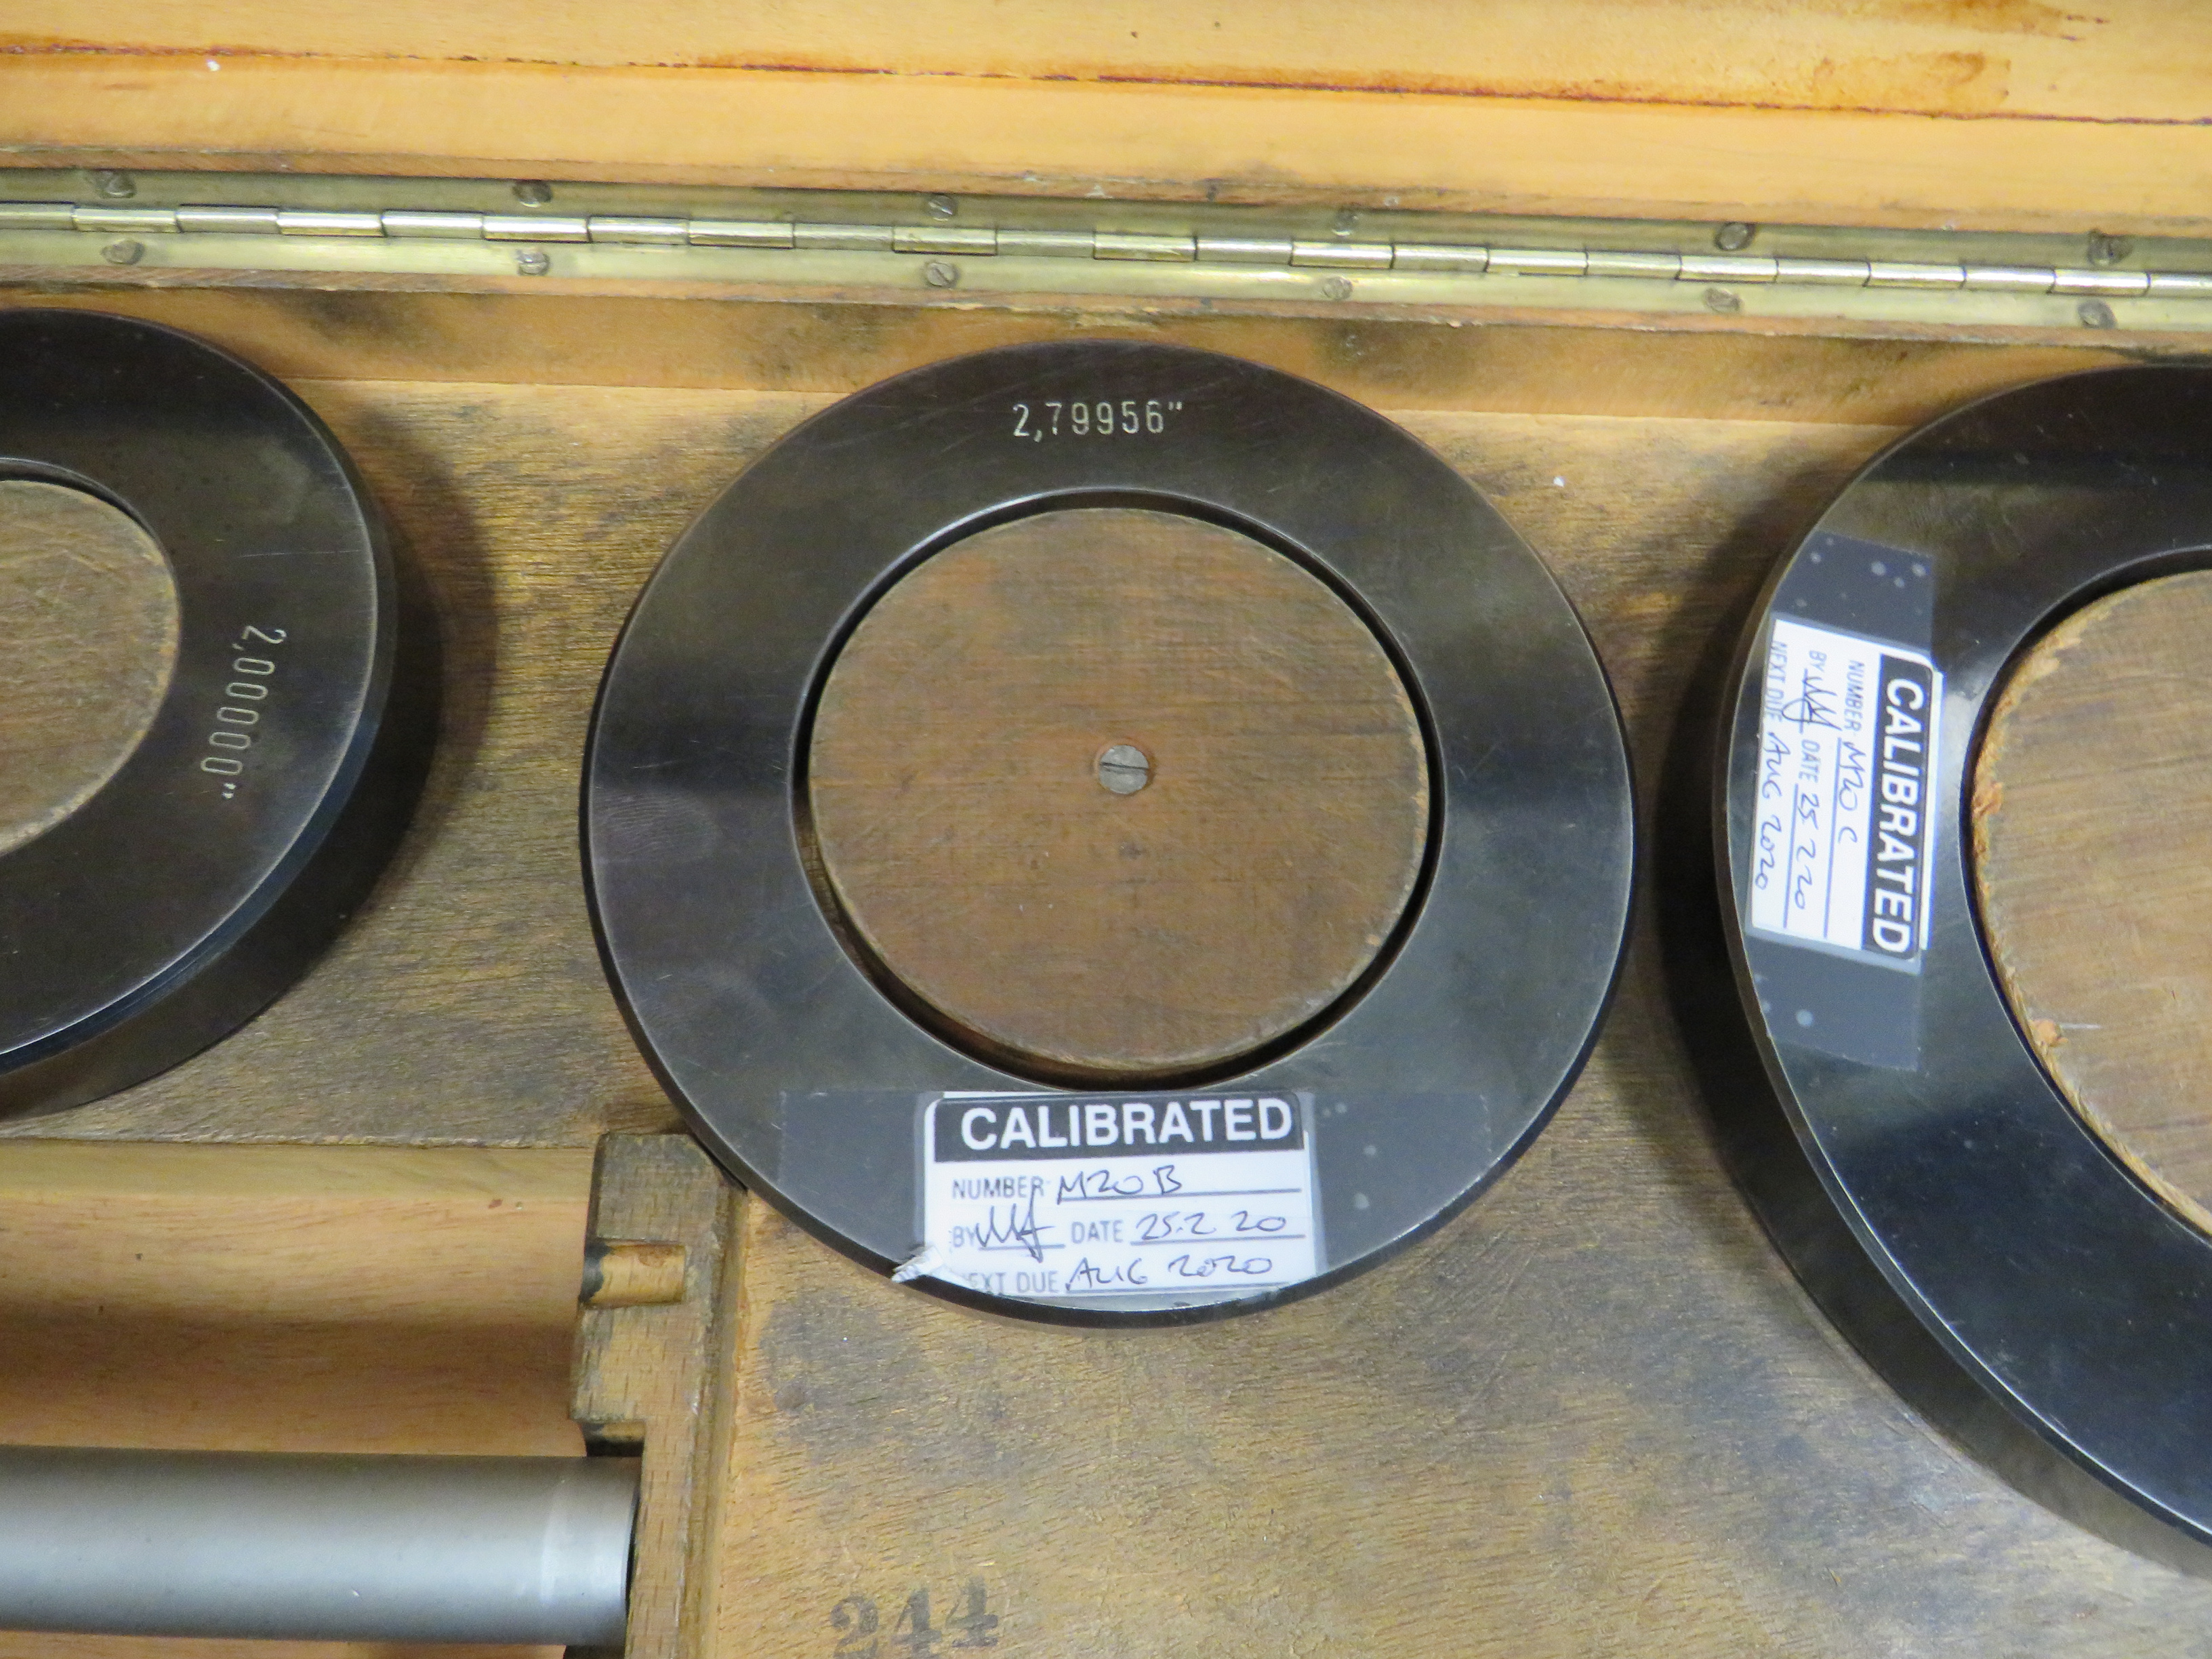 2,00000"
2,79956"
CALIBRATED
NUMBER M20 B
BY DATE 25.2 20
EXT DUE AUG 2020
CALIBRATED
NUMBER M20 C
BY DATE 25 2 20
NEXT DUE AUG 2020
244